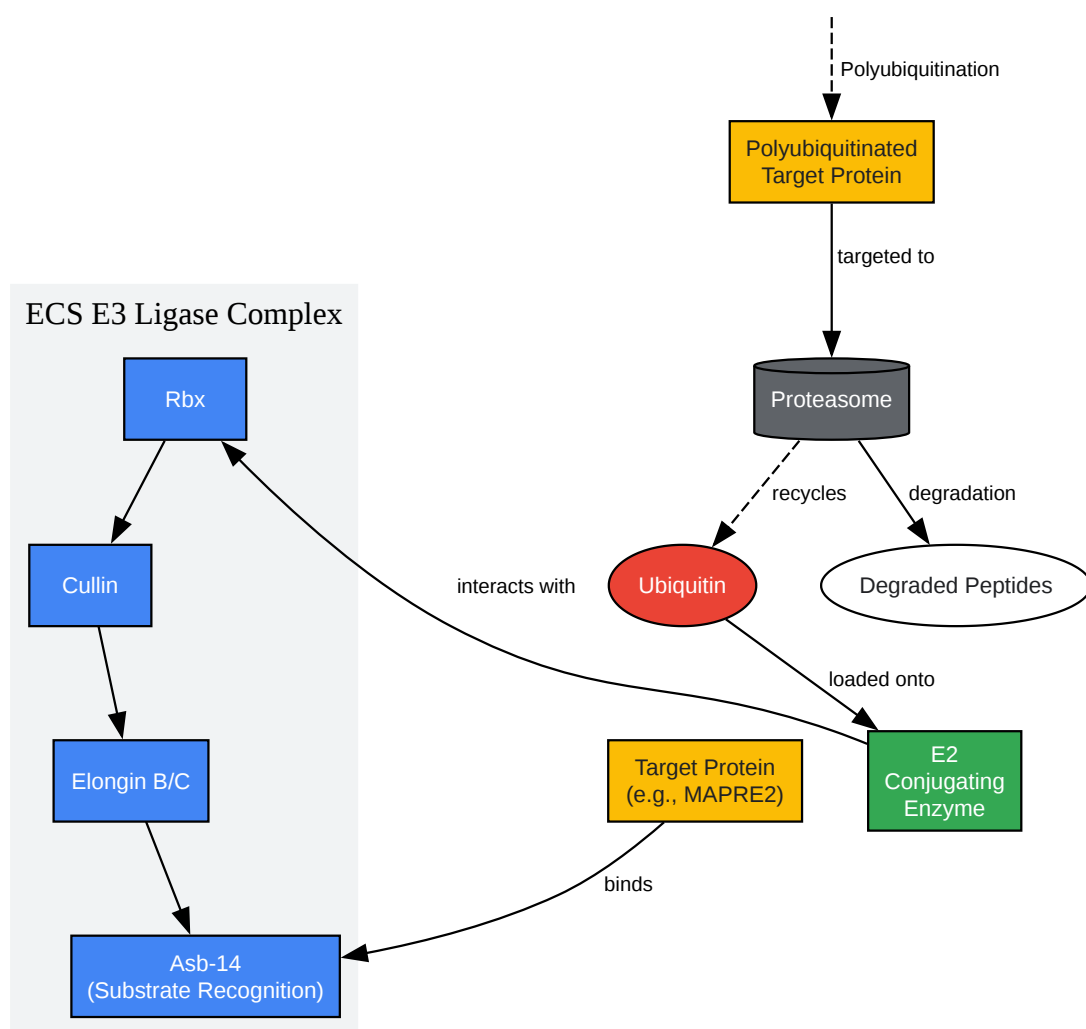 Polyubiquitination
Polyubiquitinated
Target Protein
targeted to
ECS E3 Ligase Complex
Rbx
Proteasome
recycles
degradation
Cullin
interacts with
Ubiquitin
Degraded Peptides
loaded onto
Elongin B/C
Target Protein
(e.g., MAPRE2)
E2
Conjugating
Enzyme
binds
Asb-14
(Substrate Recognition)